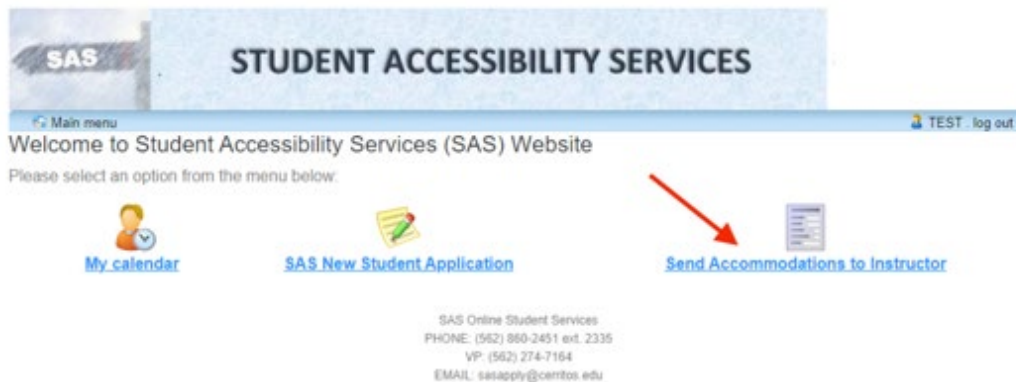 SAS
STUDENT ACCESSIBILITY SERVICES
Main menu
TEST . log out
Welcome to Student Accessibility Services (SAS) Website
Please select an option from the menu below:
My calendar
SAS New Student Application
Send Accommodations to Instructor
SAS Online Student Services
PHONE: (562) 860-2451 ext. 2335
VP: (562) 274-7164
EMAIL: sasapply@cerritos.edu